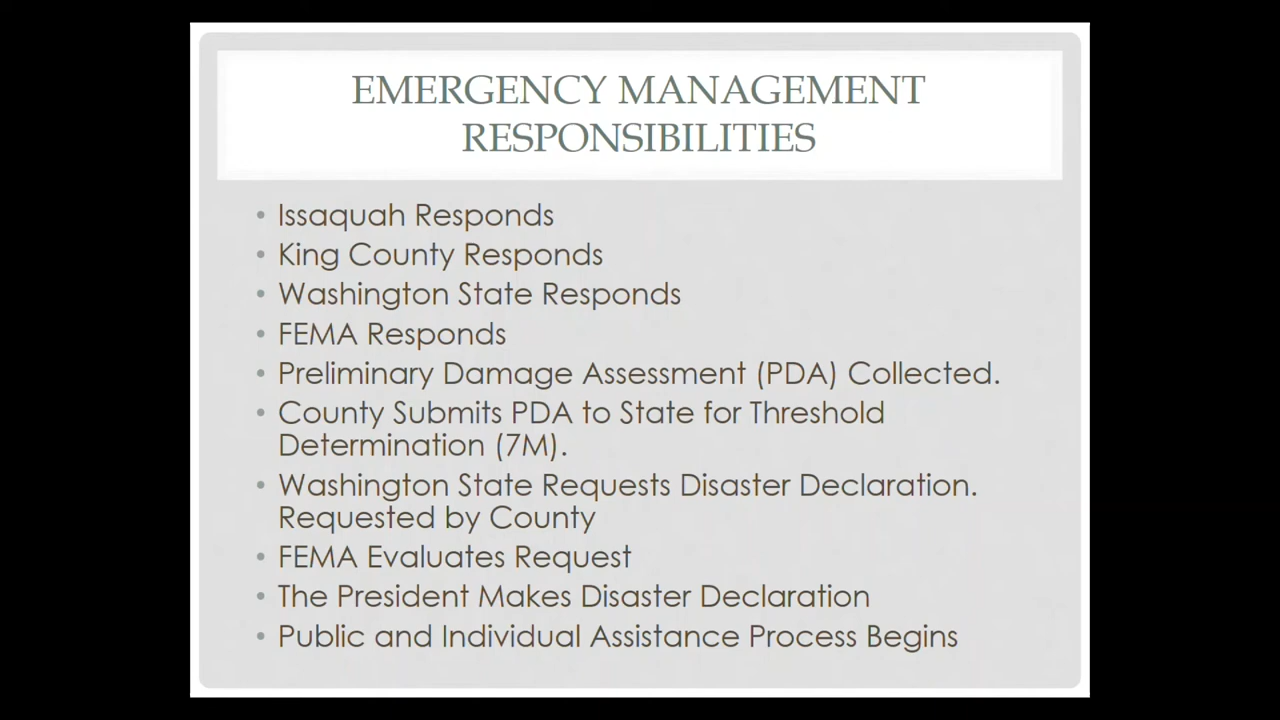 EMERGENCY MANAGEMENT
RESPONSIBILITIES
• Issaquah Responds
• King County Responds
• Washington State Responds
• FEMA Responds
• Preliminary Damage Assessment (PDA) Collected.
• County Submits PDA to State for Threshold
Determination (7M).
• Washington State Requests Disaster Declaration.
Requested by County
• FEMA Evaluates Request
• The President Makes Disaster Declaration
• Public and Individual Assistance Process Begins